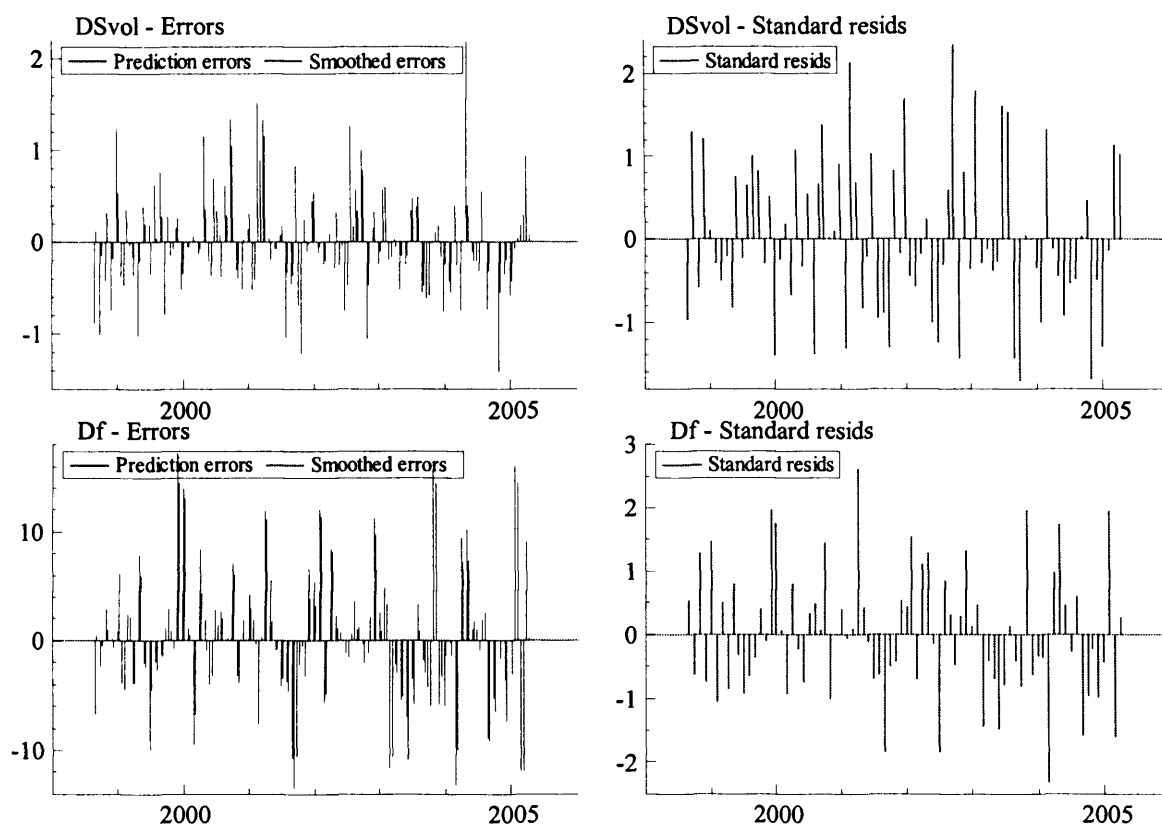 DSvol - Errors
Prediction errors Smoothed errors
2
1
0
-1
2000 2005
DSvol - Standard resids
Standard resids
2
1
0
-1
2000 2005
Df - Errors
Prediction errors Smoothed errors
10
0
-10
2000 2005
Df - Standard resids
Standard resids
3
2
1
0
-1
-2
2000 2005